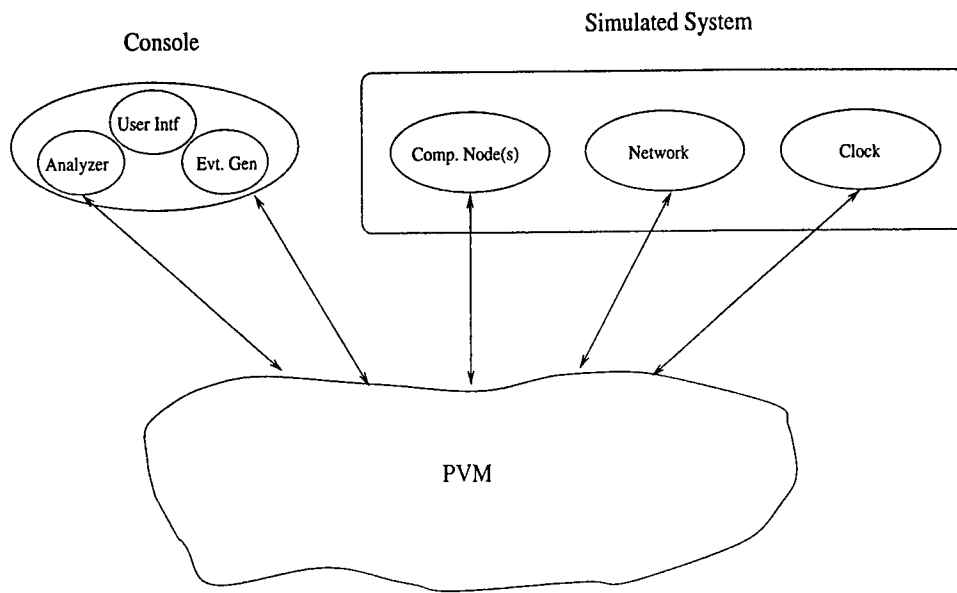 Console
Simulated System
User Intf
Analyzer
Evt. Gen
Comp. Node(s)
Network
Clock
PVM